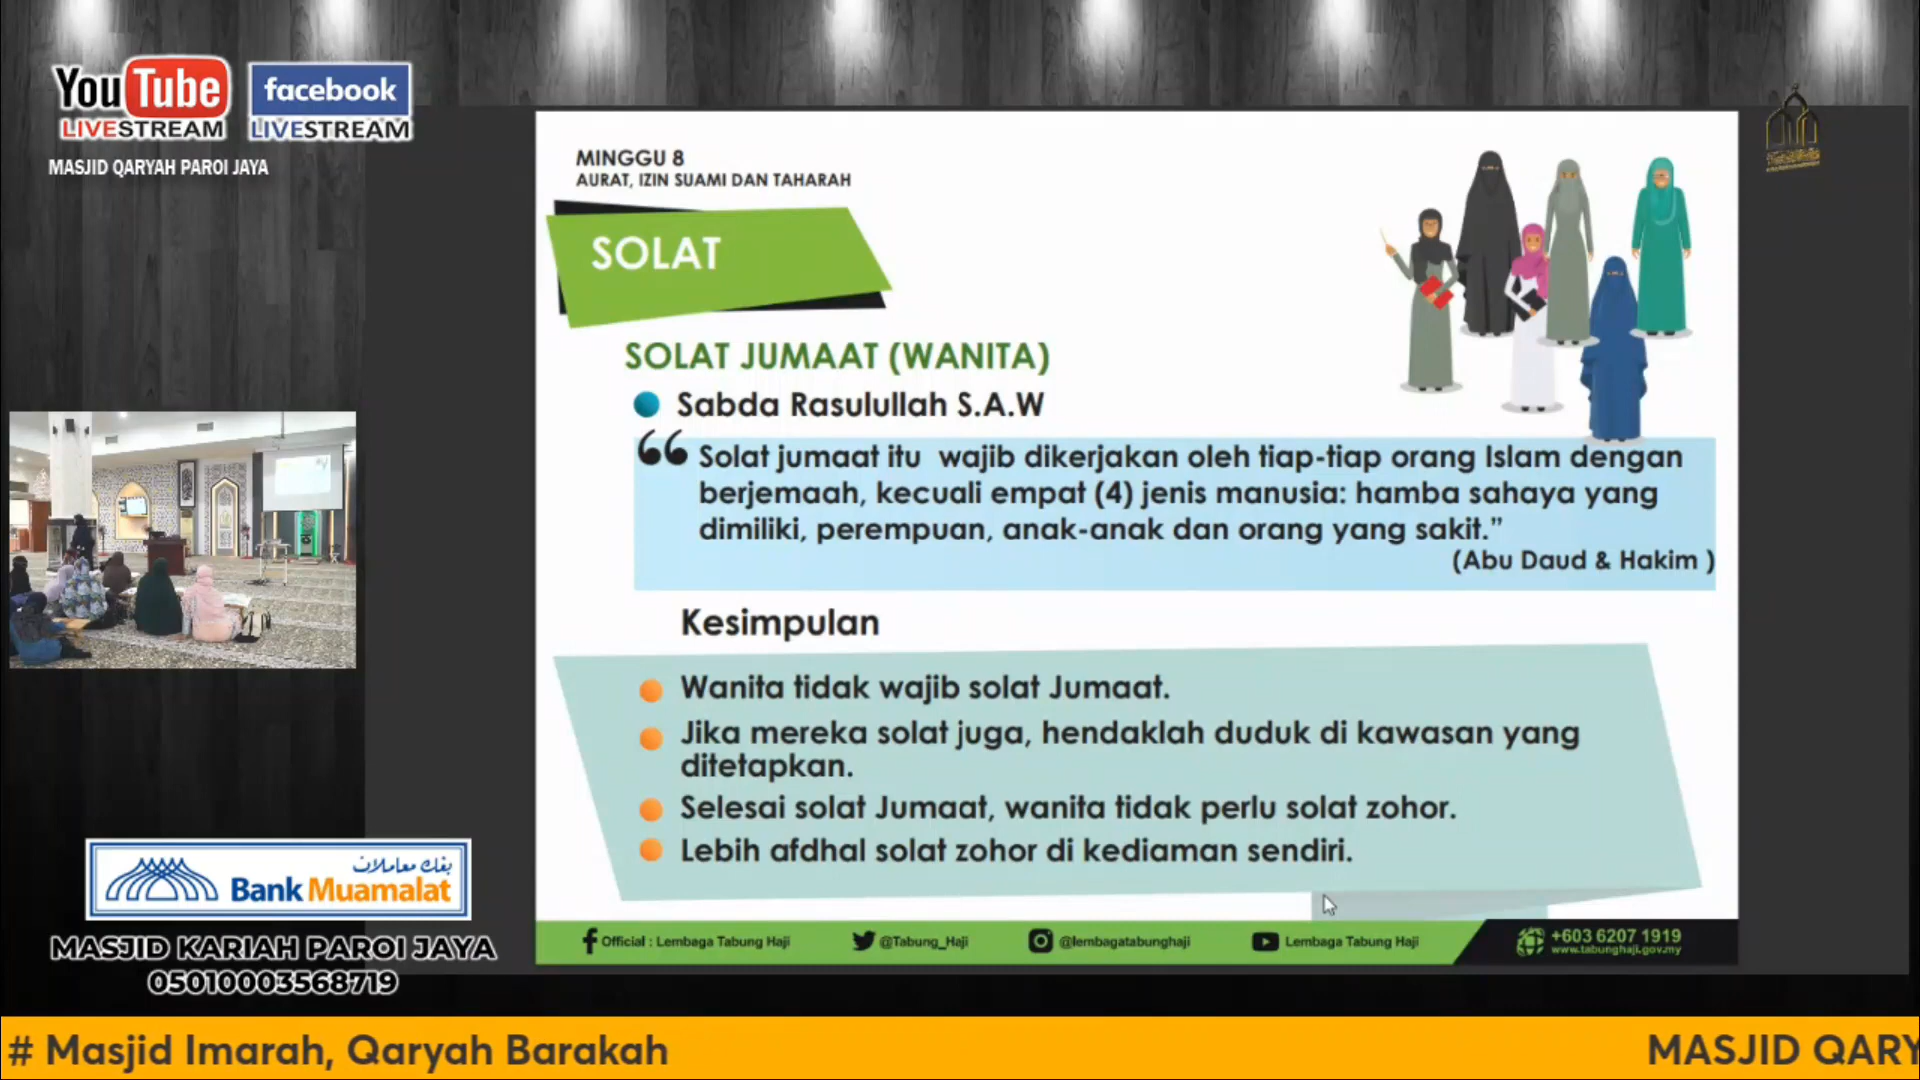 YouTube
LIVESTREAM
facebook
LIVESTREAM
MASJID QARYAH PAROI JAYA
MINGGU 8
AURAT, IZIN SUAMI DAN TAHARAH
SOLAT
SOLAT JUMAAT (WANITA)
Sabda Rasulullah S.A.W
“ Solat jumaat itu wajib dikerjakan oleh tiap-tiap orang Islam dengan
berjemaah, kecuali empat (4) jenis manusia: hamba sahaya yang
dimiliki, perempuan, anak-anak dan orang yang sakit.”
(Abu Daud & Hakim )
Kesimpulan
Wanita tidak wajib solat Jumaat.
Jika mereka solat juga, hendaklah duduk di kawasan yang
ditetapkan.
Selesai solat Jumaat, wanita tidak perlu solat zohor.
Lebih afdhal solat zohor di kediaman sendiri.
Official : Lembaga Tabung Haji
@Tabung_Haji
@lembagatabunghaji
Lembaga Tabung Haji
+603 6207 1919
www.tabunghaji.gov.my
بنك معاملات
Bank Muamalat
MASJID KARIAH PAROI JAYA
05010003568719
# Masjid Imarah, Qaryah Barakah
MASJID QARY